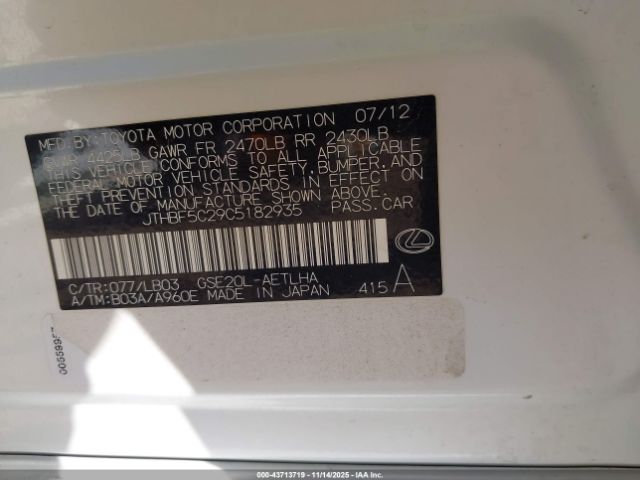 MFD. BY: TOYOTA MOTOR CORPORATION 07/12
GVWR 4425LB GAWR FR 2470LB RR 2430LB
THIS VEHICLE CONFORMS TO ALL APPLICABLE
FEDERAL MOTOR VEHICLE SAFETY, BUMPER, AND
THEFT PREVENTION STANDARDS IN EFFECT ON
THE DATE OF MANUFACTURE SHOWN ABOVE.
JTHBF5C29C5182935 PASS. CAR
C/TR: 077/LB03 GSE20L-AETLHA
A/TM: B03A/A960E MADE IN JAPAN 415 A
000-43713719 - 11/14/2025 - IAA Inc.